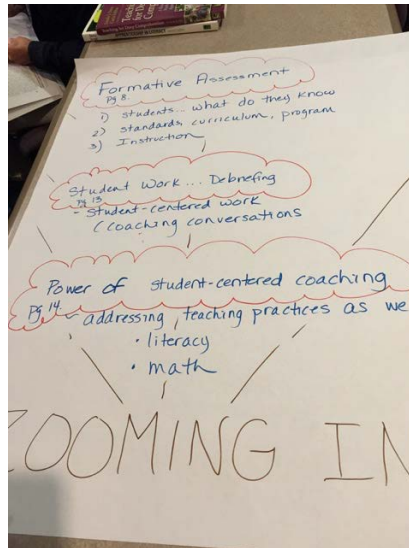 Formative Assessment
Pg 8
1) students... what do they know
2) standards, curriculum, program
3) Instruction
Student Work... Debriefing
Pg 13
- student-centered work
(coaching conversations
Power of student-centered coaching
Pg 14 - addressing teaching practices as we
• literacy
• math
ZOOMING IN